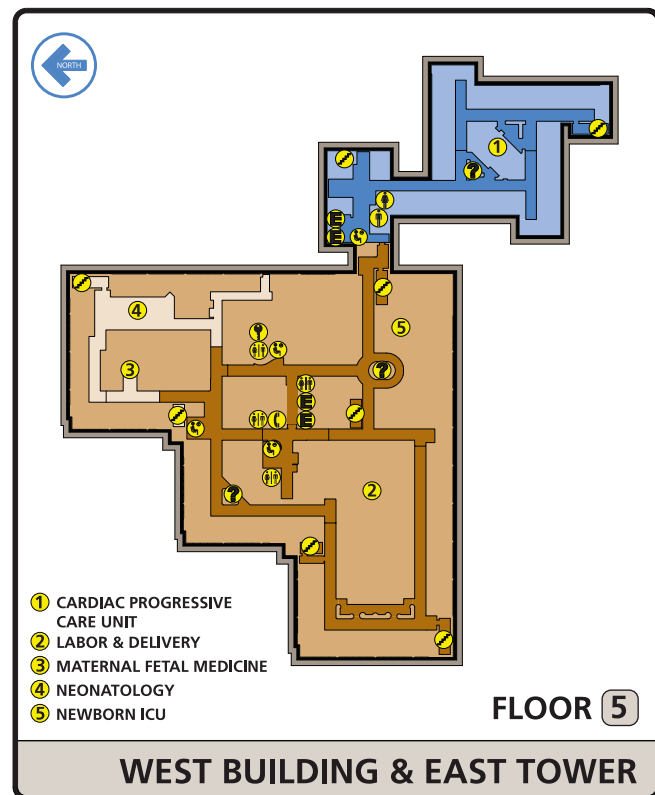 NORTH
1
?
E
E
4
5
3
?
E
E
2
?
1 CARDIAC PROGRESSIVE
CARE UNIT
2 LABOR & DELIVERY
3 MATERNAL FETAL MEDICINE
4 NEONATOLOGY
5 NEWBORN ICU
FLOOR 5
WEST BUILDING & EAST TOWER